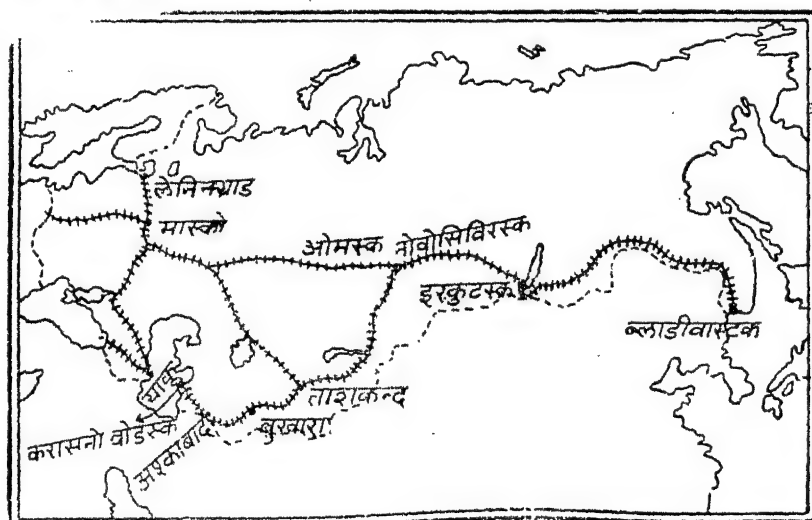 लेनिनग्राड
मास्को
ओमस्क
नोवोसिविरस्क
इरकुटस्क
ब्लाडीवास्टक
ताशकन्द
बुखारा
करासनो वोडस्क
अश्काबाद